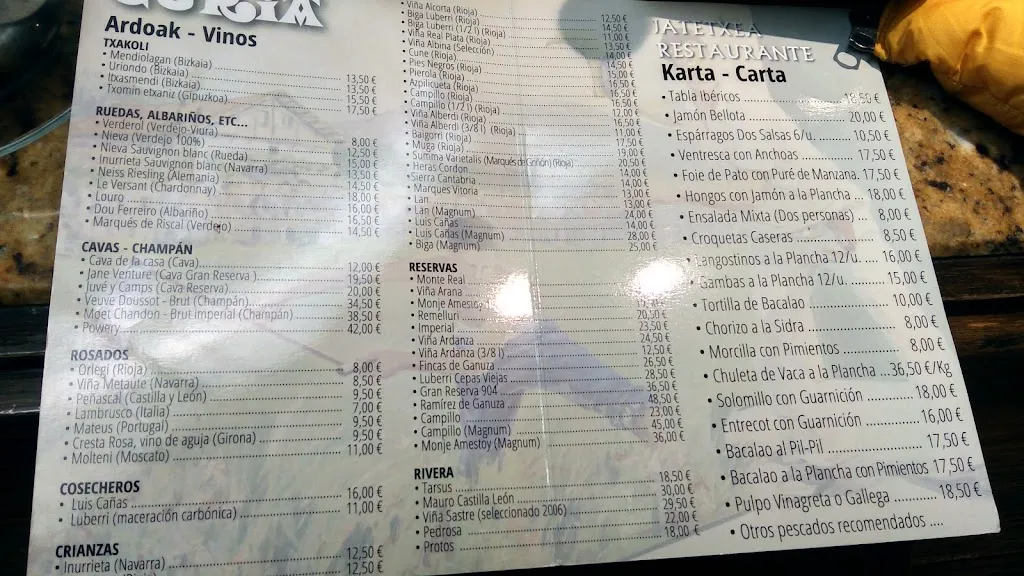 GURIA
Ardoak - Vinos
TXAKOLI
• Mendiolagan (Bizkaia) 13,50 €
• Uriondo (Bizkaia) 13,50 €
• Itxasmendi (Bizkaia) 15,50 €
• Txomin etxaniz (Gipuzkoa) 17,50 €
RUEDAS, ALBARIÑOS, ETC...
• Verderol (Verdejo-Viura) 8,00 €
• Nieva (Verdejo 100%) 12,50 €
• Nieva Sauvignon blanc (Rueda) 15,00 €
• Inurrieta Sauvignon blanc (Navarra) 13,50 €
• Neiss Riesling (Alemania) 14,50 €
• Le Versant (Chardonnay) 18,00 €
• Louro 16,00 €
• Dou Ferreiro (Albariño) 16,00 €
• Marqués de Riscal (Verdejo) 14,50 €
CAVAS - CHAMPÁN
• Cava de la casa (Cava) 12,00 €
• Jane Venture (Cava Gran Reserva ) 19,50 €
• Juvé y Camps (Cava Reserva) 20,00 €
• Veuve Doussot - Brut (Champán) 34,50 €
• Møet Chandon - Brut imperial (Champán) 38,50 €
• Powery 42,00 €
ROSADOS
• Orlegi (Rioja) 8,00 €
• Viña Metaute (Navarra) 8,50 €
• Peñascal (Castilla y León) 9,50 €
• Lambrusco (Italia) 7,00 €
• Mateus (Portugal) 9,50 €
• Cresta Rosa, vino de aguja (Girona) 9,50 €
• Molteni (Moscato) 11,00 €
COSECHEROS
• Luis Cañas 16,00 €
• Luberri (maceración carbónica) 11,00 €
CRIANZAS
• Inurrieta (Navarra) 12,50 €
12,50 €
Viña Alcorta (Rioja) 12,50 €
• Biga Luberri (Rioja) 14,50 €
• Biga Luberri (1/2 l) (Rioja) 11,00 €
• Viña Real Plata (Rioja) 13,50 €
• Viña Albina (Selección)
• Cune (Rioja) 14,00 €
• Pies Negros (Rioja) 14,50 €
• Pierola (Rioja) 15,00 €
• Azpilicueta (Rioja) 16,50 €
• Campillo (Rioja) 16,50 €
• Campillo (1/2 l) (Rioja) 12,00 €
• Viña Alberdi (Rioja) 16,50 €
• Viña Alberdi (3/8 l) (Rioja) 11,00 €
• Baigorri (Rioja) 17,50 €
• Muga (Rioja) 19,00 €
• Summa Varietalis (Marqués de Griñón) (Rioja) 20,50 €
• Heras Cordon 14,00 €
• Sierra Cantabria 14,00 €
• Marques Vitoria 13,00 €
• Lan 13,00 €
• Lan (Magnum) 24,00 €
• Luis Cañas 14,00 €
• Luis Cañas (Magnum) 28,00 €
• Biga (Magnum) 25,00 €
RESERVAS
• Monte Real
• Viña Arana
• Monje Amestoy
• Remelluri 20,50 €
• Imperial 23,50 €
• Viña Ardanza 24,50 €
• Viña Ardanza (3/8 l) 12,50 €
• Fincas de Ganuza 26,50 €
• Luberri Cepas Viejas 28,50 €
• Gran Reserva 904 36,50 €
• Ramírez de Ganuza 48,50 €
• Campillo 23,00 €
• Campillo (Magnum) 45,00 €
• Monje Amestoy (Magnum) 36,00 €
RIVERA
• Tarsus 18,50 €
• Mauro Castilla León 30,00 €
• Viña Sastre (seleccionado 2006) 29,50 €
• Pedrosa 22,00 €
• Protos 18,00 €
JATETXEA
RESTAURANTE
Karta - Carta
• Tabla Ibéricos 18,50 €
• Jamón Bellota 20,00 €
• Espárragos Dos Salsas 6/u 10,50 €
• Ventresca con Anchoas 17,50 €
• Foie de Pato con Puré de Manzana. 17,50 €
• Hongos con Jamón a la Plancha ... 18,00 €
• Ensalada Mixta (Dos personas) ... 8,00 €
• Croquetas Caseras 8,50 €
• Langostinos a la Plancha 12/u. 16,00 €
• Gambas a la Plancha 12/u. 15,00 €
• Tortilla de Bacalao 10,00 €
• Chorizo a la Sidra 8,00 €
• Morcilla con Pimientos 8,00 €
• Chuleta de Vaca a la Plancha ...36,50 €/Kg
• Solomillo con Guarnición 18,00 €
• Entrecot con Guarnición 16,00 €
• Bacalao al Pil-Pil 17,50 €
• Bacalao a la Plancha con Pimientos 17,50 €
• Pulpo Vinagreta o Gallega 18,50 €
• Otros pescados recomendados ....